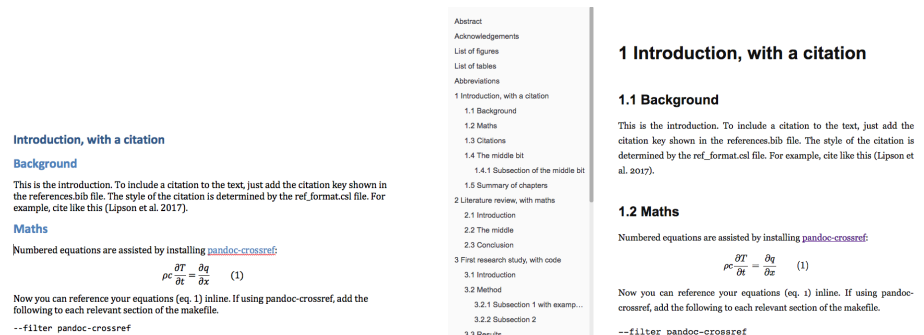 Introduction, with a citation
Background
This is the introduction. To include a citation to the text, just add the citation key shown in
the references.bib file. The style of the citation is determined by the ref_format.csl file. For
example, cite like this (Lipson et al. 2017).
Maths
Numbered equations are assisted by installing pandoc-crossref:
ρc ∂T/∂t = ∂q/∂x (1)
Now you can reference your equations (eq. 1) inline. If using pandoc-crossref, add the
following to each relevant section of the makefile.
--filter pandoc-crossref
Abstract
Acknowledgements
List of figures
List of tables
Abbreviations
1 Introduction, with a citation
1.1 Background
1.2 Maths
1.3 Citations
1.4 The middle bit
1.4.1 Subsection of the middle bit
1.5 Summary of chapters
2 Literature review, with maths
2.1 Introduction
2.2 The middle
2.3 Conclusion
3 First research study, with code
3.1 Introduction
3.2 Method
3.2.1 Subsection 1 with examp...
3.2.2 Subsection 2
3.3 Results
1 Introduction, with a citation
1.1 Background
This is the introduction. To include a citation to the text, just add the
citation key shown in the references.bib file. The style of the citation is
determined by the ref_format.csl file. For example, cite like this (Lipson et
al. 2017).
1.2 Maths
Numbered equations are assisted by installing pandoc-crossref:
ρc ∂T/∂t = ∂q/∂x (1)
Now you can reference your equations (eq. 1) inline. If using pandoc-
crossref, add the following to each relevant section of the makefile.
--filter pandoc-crossref